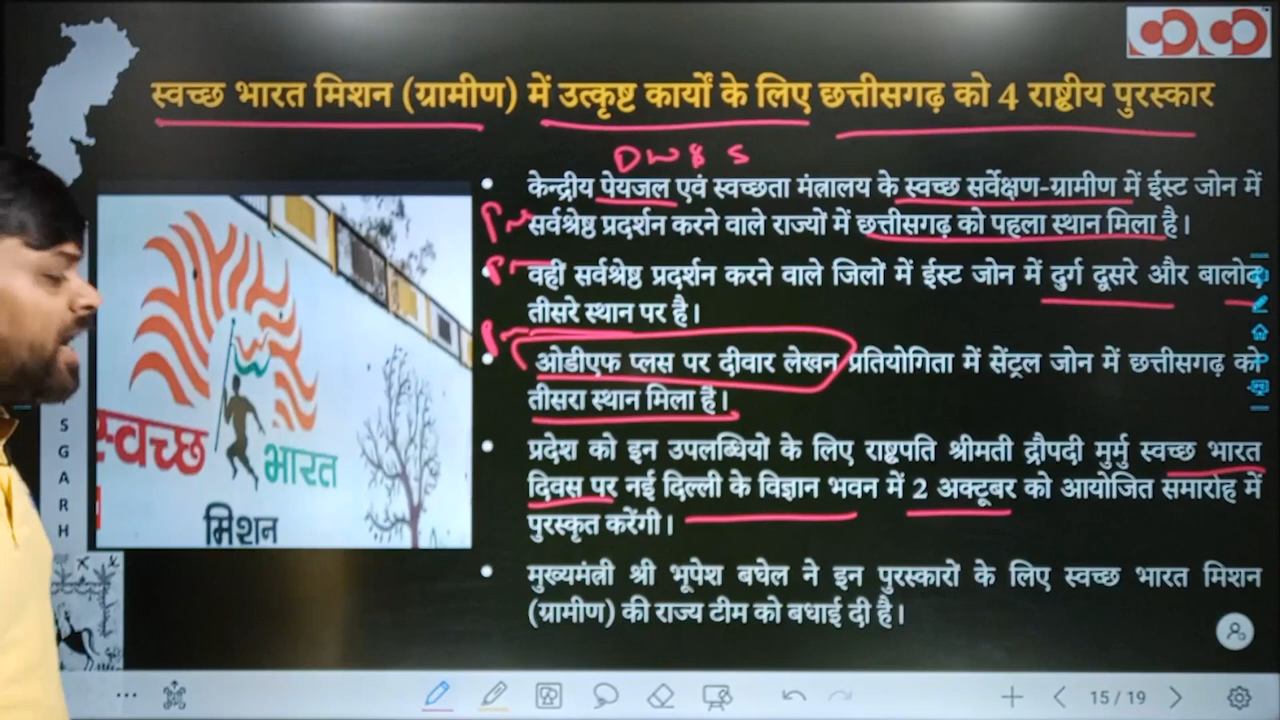 स्वच्छ भारत मिशन (ग्रामीण) में उत्कृष्ट कार्यों के लिए छत्तीसगढ़ को 4 राष्ट्रीय पुरस्कार
D W & S
केन्द्रीय पेयजल एवं स्वच्छता मंत्रालय के स्वच्छ सर्वेक्षण-ग्रामीण में ईस्ट जोन में
सर्वश्रेष्ठ प्रदर्शन करने वाले राज्यों में छत्तीसगढ़ को पहला स्थान मिला है।
वहीं सर्वश्रेष्ठ प्रदर्शन करने वाले जिलों में ईस्ट जोन में दुर्ग दूसरे और बालोद
तीसरे स्थान पर है।
ओडीएफ प्लस पर दीवार लेखन प्रतियोगिता में सेंट्रल जोन में छत्तीसगढ़ को
तीसरा स्थान मिला है।
प्रदेश को इन उपलब्धियों के लिए राष्ट्रपति श्रीमती द्रौपदी मुर्मु स्वच्छ भारत
दिवस पर नई दिल्ली के विज्ञान भवन में 2 अक्टूबर को आयोजित समारोह में
पुरस्कृत करेंगी।
मुख्यमंत्री श्री भूपेश बघेल ने इन पुरस्कारों के लिए स्वच्छ भारत मिशन
(ग्रामीण) की राज्य टीम को बधाई दी है।
स्वच्छ
भारत
मिशन
S
G
A
R
H
15 / 19